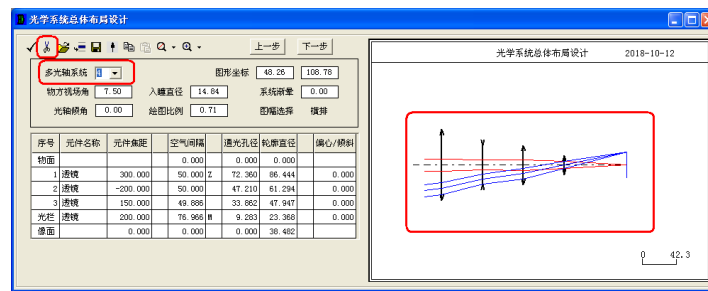 光学系统总体布局设计
上一步 下一步
多光轴系统 图形坐标 48.26 108.78
物方视场角 7.50 入瞳直径 14.84 系统渐晕 0.00
光轴倾角 0.00 绘图比例 0.71 图幅选择 横排
序号 元件名称 元件焦距 空气间隔 通光孔径 轮廓直径 偏心/倾斜
物面 0.000 0.000 0.000
1 透镜 300.000 50.000 Z 72.360 86.444 0.000
2 透镜 -200.000 50.000 47.210 61.294 0.000
3 透镜 150.000 49.886 33.862 47.947 0.000
光栏 透镜 200.000 76.966 M 9.283 23.368 0.000
像面 0.000 0.000 0.000 38.482
光学系统总体布局设计 2018-10-12
0 42.3